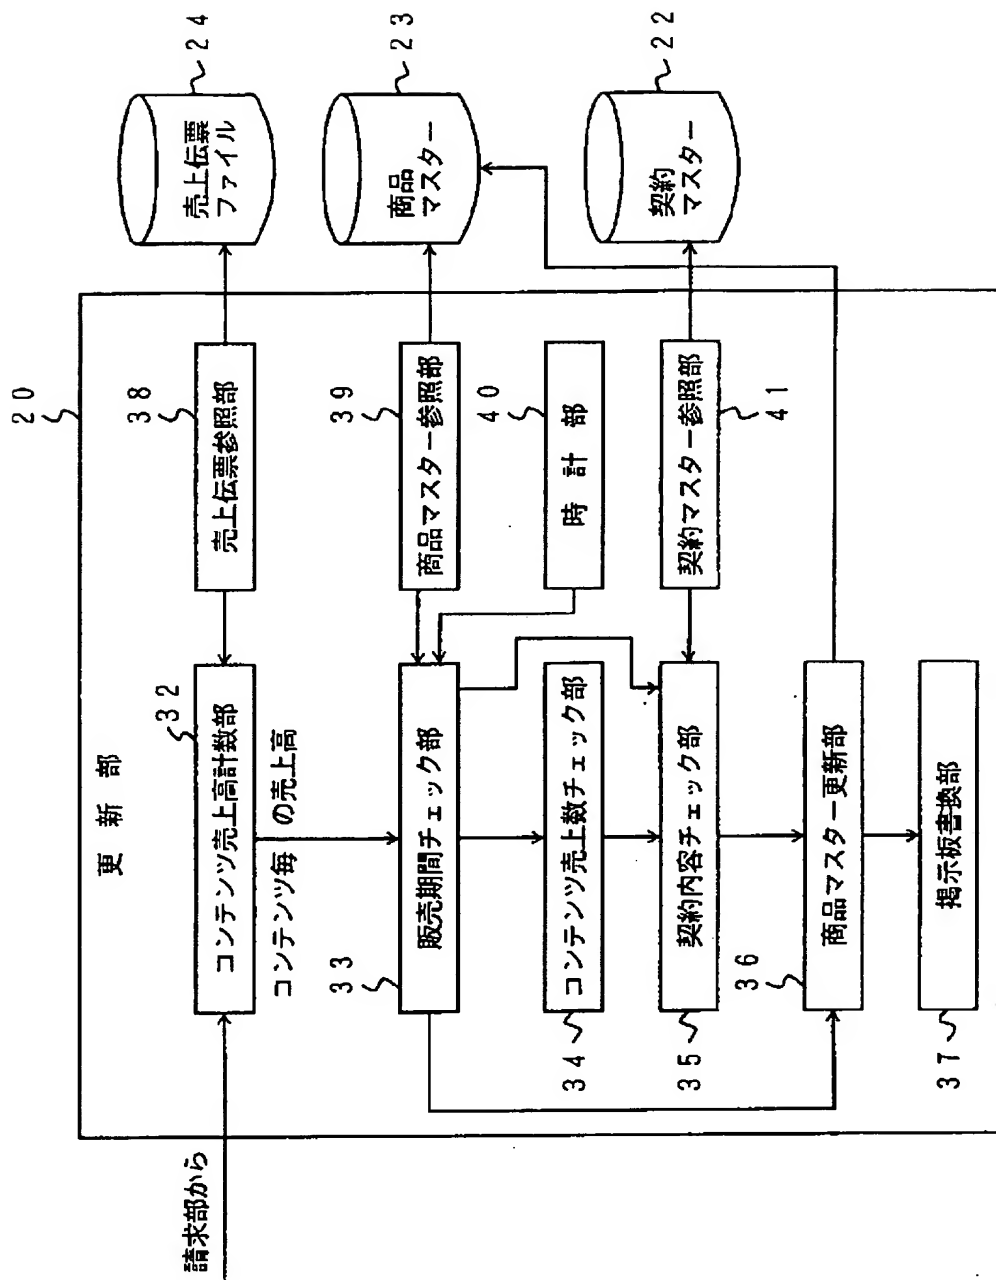 請求部から
20
更新部
32
コンテンツ売上高計数部
38
売上伝票参照部
24
売上伝票
ファイル
コンテンツ毎の売上高
33
販売期間チェック部
39
商品マスター参照部
23
商品
マスター
34
コンテンツ売上数チェック部
40
時計部
35
契約内容チェック部
41
契約マスター参照部
22
契約
マスター
36
商品マスター更新部
37
掲示板書換部